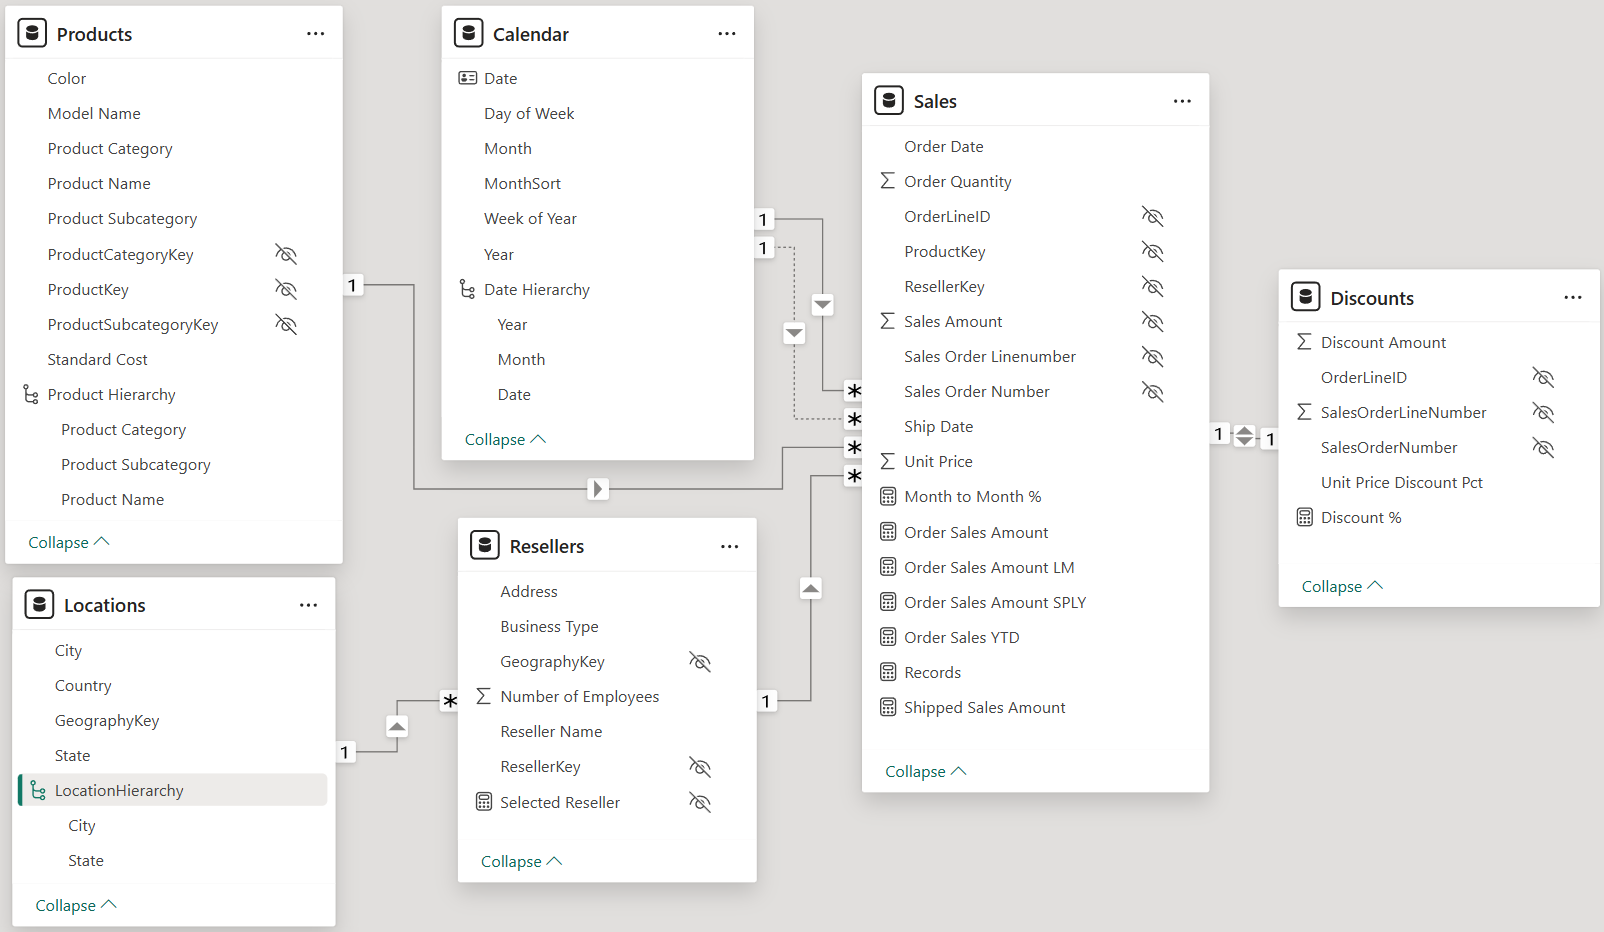 Products
...
Color
Model Name
Product Category
Product Name
Product Subcategory
ProductCategoryKey
ProductKey
ProductSubcategoryKey
Standard Cost
Product Hierarchy
Product Category
Product Subcategory
Product Name
Collapse
Locations
...
City
Country
GeographyKey
State
LocationHierarchy
City
State
Collapse
Calendar
...
Date
Day of Week
Month
MonthSort
Week of Year
Year
Date Hierarchy
Year
Month
Date
Collapse
Resellers
...
Address
Business Type
GeographyKey
Number of Employees
Reseller Name
ResellerKey
Selected Reseller
Collapse
Sales
...
Order Date
Σ Order Quantity
OrderLineID
ProductKey
ResellerKey
Σ Sales Amount
Sales Order Linenumber
Sales Order Number
Ship Date
Σ Unit Price
Month to Month %
Order Sales Amount
Order Sales Amount LM
Order Sales Amount SPLY
Order Sales YTD
Records
Shipped Sales Amount
Collapse
Discounts
...
Σ Discount Amount
OrderLineID
Σ SalesOrderLineNumber
SalesOrderNumber
Unit Price Discount Pct
Discount %
Collapse
1
1
1
1
*
1
*
*
*
*
1
1